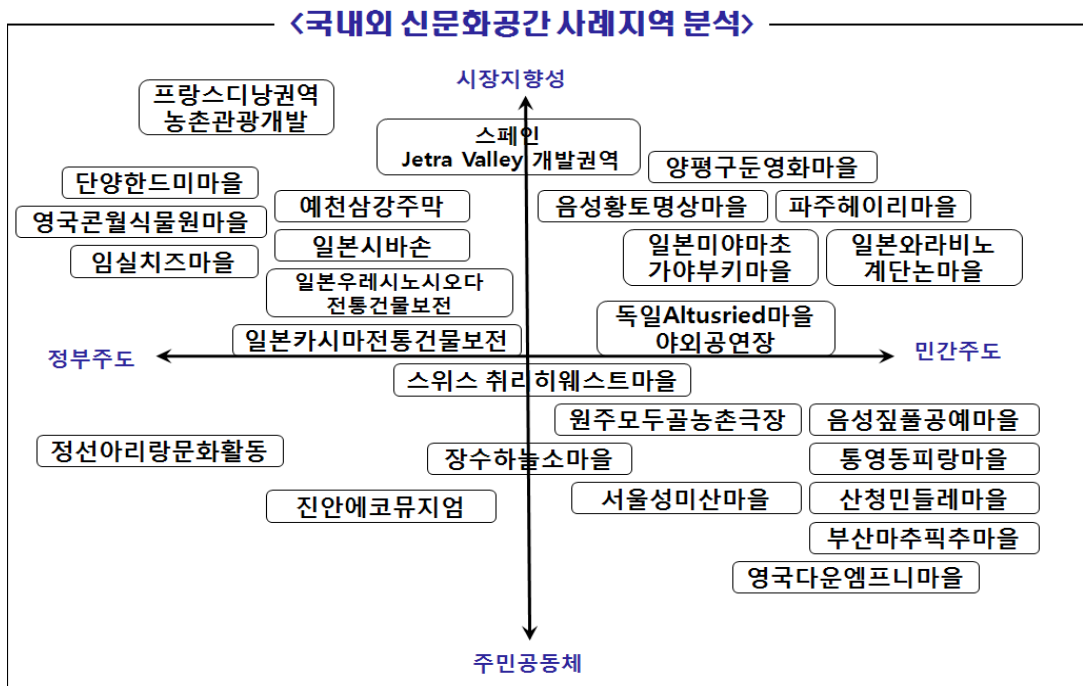 <국내외 신문화공간 사례지역 분석>
시장지향성
프랑스디낭권역
농촌관광개발
스페인
Jetra Valley 개발권역
양평구둔영화마을
단양한드미마을
영국콘월식물원마을
예천삼강주막
음성황토명상마을
파주헤이리마을
임실치즈마을
일본시바손
일본미야마초
가야부키마을
일본와라비노
계단논마을
일본우레시노시오다
전통건물보전
독일Altusried마을
야외공연장
일본카시마전통건물보전
정부주도
민간주도
스위스 취리히웨스트마을
원주모두골농촌극장
음성짚풀공예마을
정선아리랑문화활동
장수하늘소마을
통영동피랑마을
진안에코뮤지엄
서울성미산마을
산청민들레마을
부산마추픽추마을
영국다운엠프니마을
주민공동체